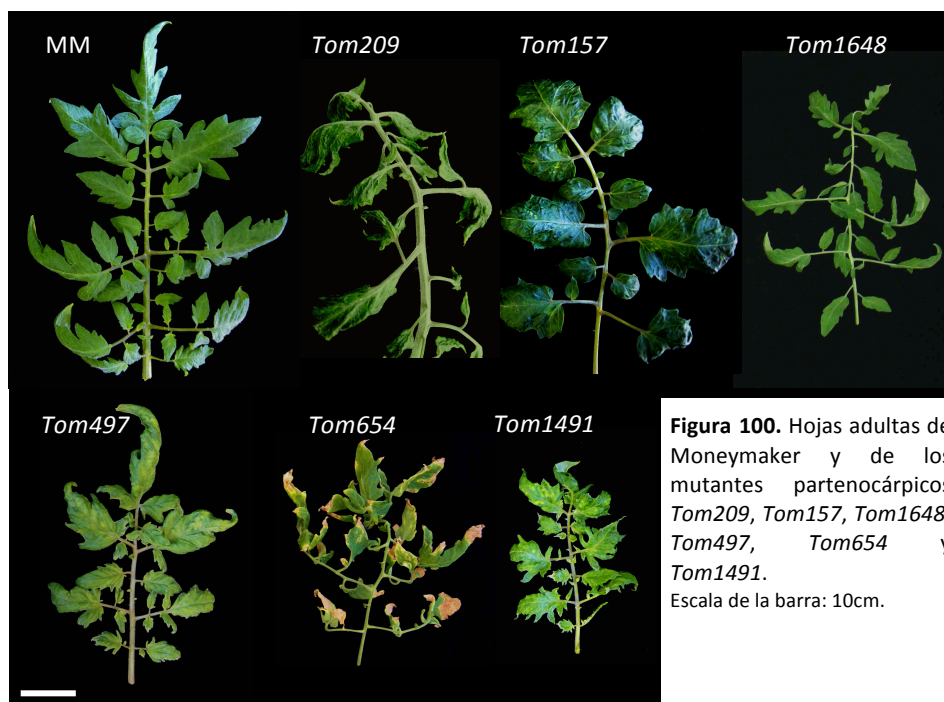 MM
Tom209
Tom157
Tom1648
Tom497
Tom654
Tom1491
Figura 100. Hojas adultas de
Moneymaker y de los
mutantes partenocárpicos
Tom209, Tom157, Tom1648
Tom497, Tom654 y
Tom1491.
Escala de la barra: 10cm.